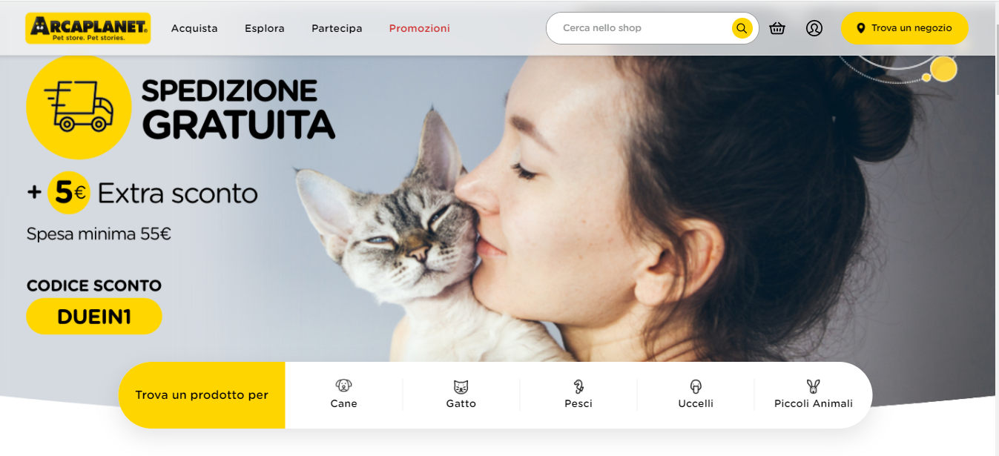 ARCAPLANET®
Pet store. Pet stories.
Acquista
Esplora
Partecipa
Promozioni
Cerca nello shop
Trova un negozio
SPEDIZIONE
GRATUITA
+ 5€ Extra sconto
Spesa minima 55€
CODICE SCONTO
DUEIN1
Trova un prodotto per
Cane
Gatto
Pesci
Uccelli
Piccoli Animali